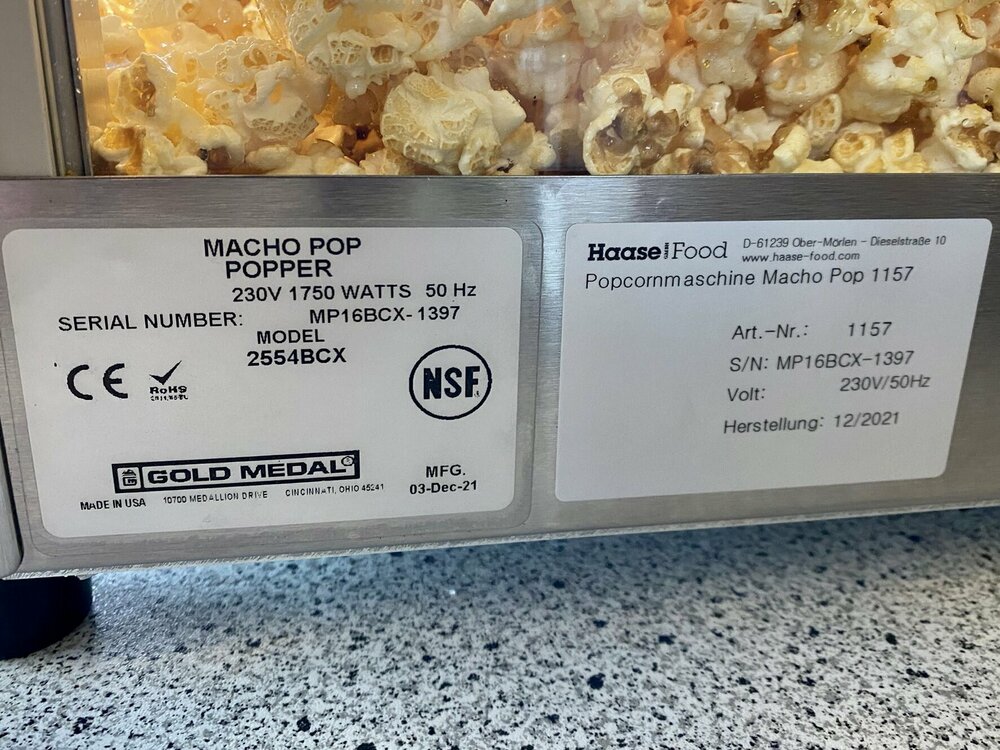 MACHO POP
POPPER
230V 1750 WATTS 50 Hz
SERIAL NUMBER: MP16BCX-1397
MODEL
2554BCX
CE
RoHS
NSF®
GOLD MEDAL®
MADE IN USA 10700 MEDALLION DRIVE CINCINNATI, OHIO 45241
MFG.
03-Dec-21
Haase GMBH Food D-61239 Ober-Mörlen - Dieselstraße 10
www.haase-food.com
Popcornmaschine Macho Pop 1157
Art.-Nr.: 1157
S/N: MP16BCX-1397
Volt: 230V/50Hz
Herstellung: 12/2021